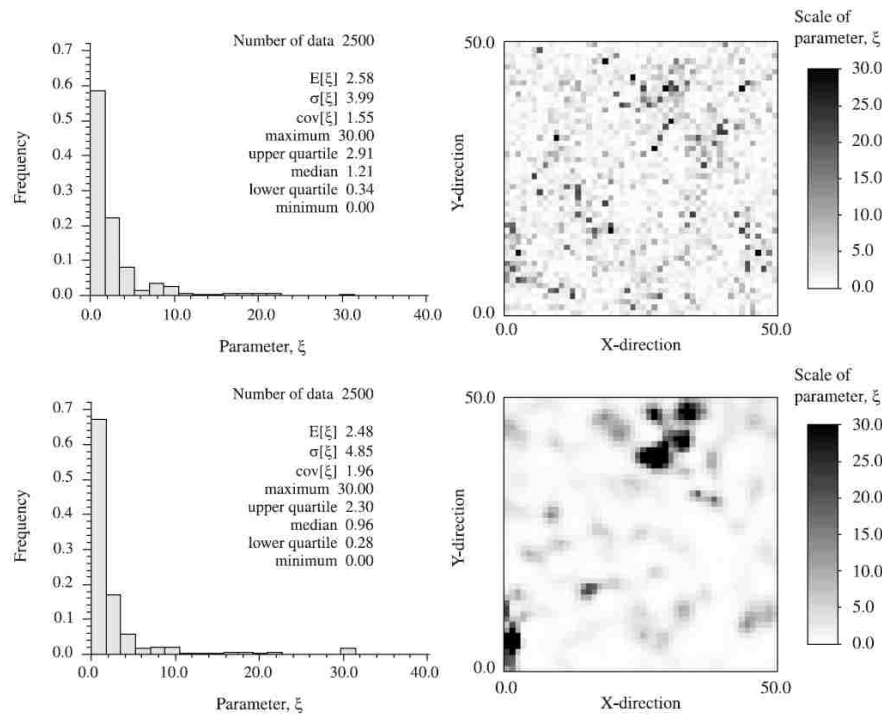 Number of data 2500
E[ξ] 2.58
σ[ξ] 3.99
cov[ξ] 1.55
maximum 30.00
upper quartile 2.91
median 1.21
lower quartile 0.34
minimum 0.00
Frequency
0.7
0.6
0.5
0.4
0.3
0.2
0.1
0.0
0.0 10.0 20.0 30.0 40.0
Parameter, ξ
Scale of
parameter, ξ
30.0
25.0
20.0
15.0
10.0
5.0
0.0
50.0
Y-direction
0.0
0.0 50.0
X-direction
Number of data 2500
E[ξ] 2.48
σ[ξ] 4.85
cov[ξ] 1.96
maximum 30.00
upper quartile 2.30
median 0.96
lower quartile 0.28
minimum 0.00
Frequency
0.7
0.6
0.5
0.4
0.3
0.2
0.1
0.0
0.0 10.0 20.0 30.0 40.0
Parameter, ξ
Scale of
parameter, ξ
30.0
25.0
20.0
15.0
10.0
5.0
0.0
50.0
Y-direction
0.0
0.0 50.0
X-direction